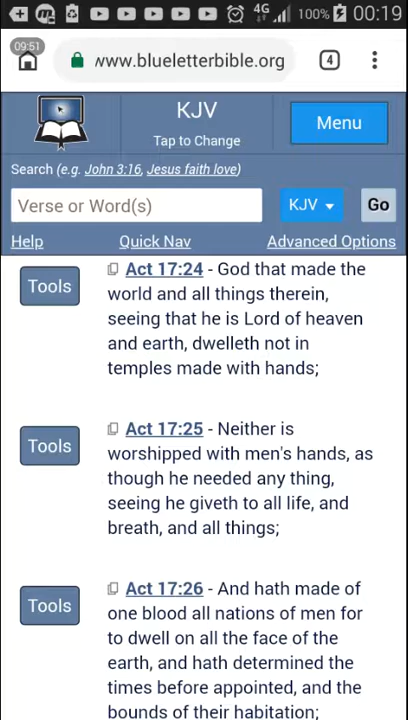 4G 100% 00:19
09:51
www.blueletterbible.org
4
KJV
Tap to Change
Menu
Search (e.g. John 3:16, Jesus faith love)
Verse or Word(s)
KJV
Go
Help Quick Nav Advanced Options
Tools
Act 17:24 - God that made the
world and all things therein,
seeing that he is Lord of heaven
and earth, dwelleth not in
temples made with hands;
Tools
Act 17:25 - Neither is
worshipped with men's hands, as
though he needed any thing,
seeing he giveth to all life, and
breath, and all things;
Tools
Act 17:26 - And hath made of
one blood all nations of men for
to dwell on all the face of the
earth, and hath determined the
times before appointed, and the
bounds of their habitation;